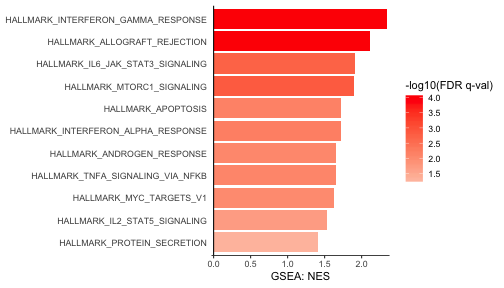 HALLMARK_INTERFERON_GAMMA_RESPONSE
HALLMARK_ALLOGRAFT_REJECTION
HALLMARK_IL6_JAK_STAT3_SIGNALING
HALLMARK_MTORC1_SIGNALING
HALLMARK_APOPTOSIS
HALLMARK_INTERFERON_ALPHA_RESPONSE
HALLMARK_ANDROGEN_RESPONSE
HALLMARK_TNFA_SIGNALING_VIA_NFKB
HALLMARK_MYC_TARGETS_V1
HALLMARK_IL2_STAT5_SIGNALING
HALLMARK_PROTEIN_SECRETION
0.0 0.5 1.0 1.5 2.0
GSEA: NES
-log10(FDR q-val)
4.0
3.5
3.0
2.5
2.0
1.5